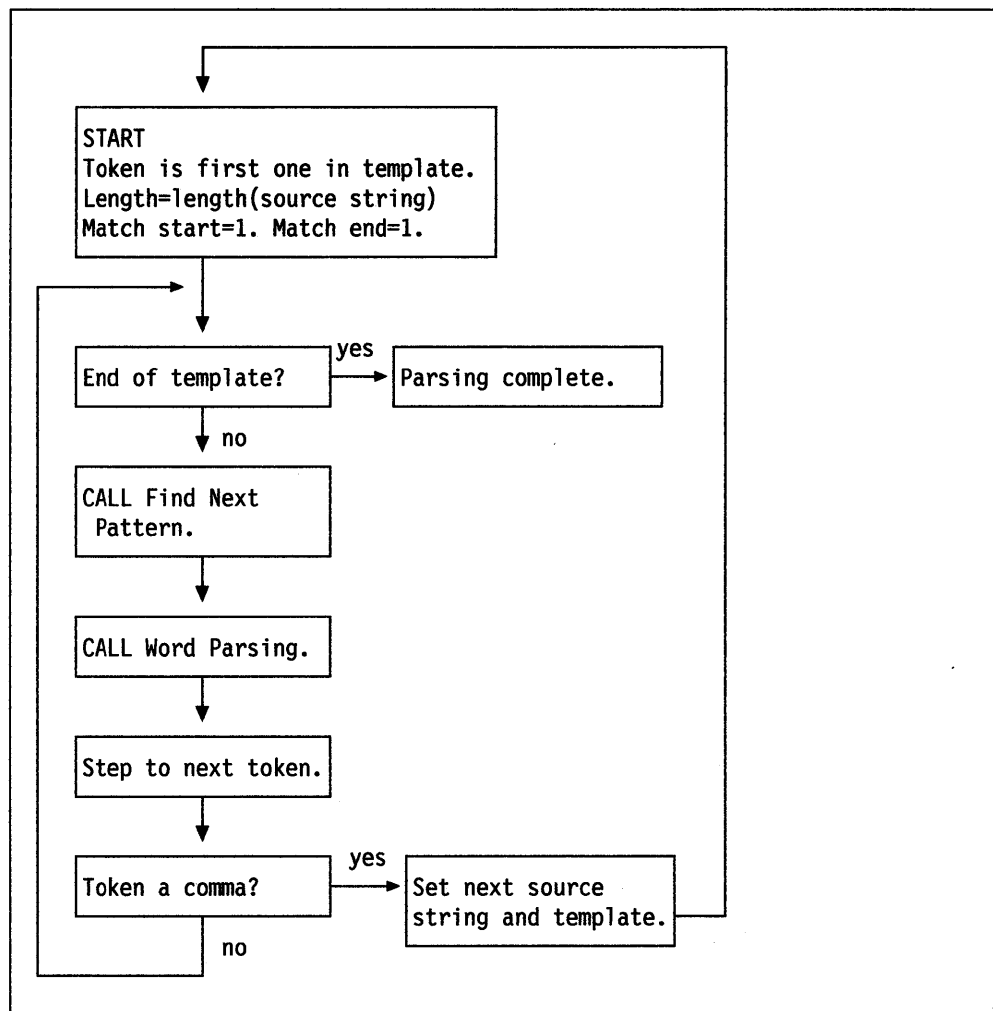 START
Token is first one in template.
Length=length(source string)
Match start=1. Match end=1.
End of template?
yes
Parsing complete.
no
CALL Find Next
Pattern.
CALL Word Parsing.
Step to next token.
Token a comma?
yes
Set next source
string and template.
no